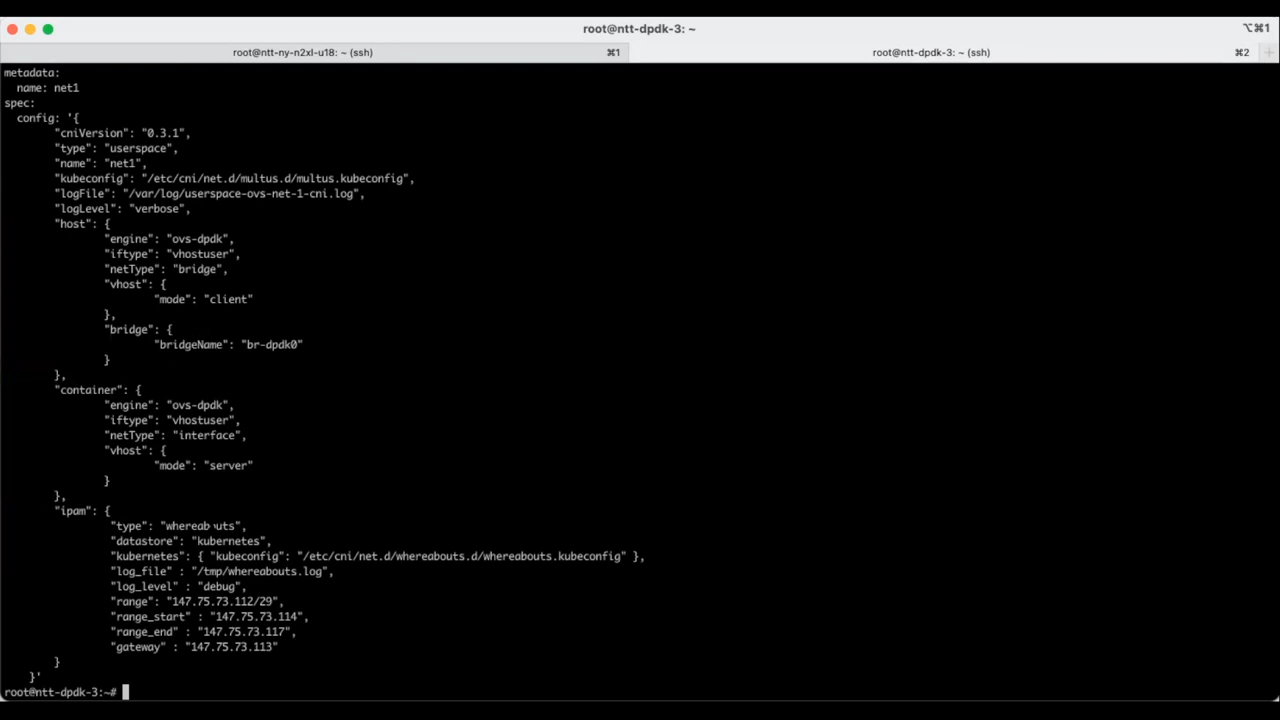 root@ntt-dpdk-3: ~
⌥⌘1
root@ntt-ny-n2xl-u18: ~ (ssh)
⌘1
root@ntt-dpdk-3: ~ (ssh)
⌘2
+
metadata:
  name: net1
spec:
  config: '{
        "cniVersion": "0.3.1",
        "type": "userspace",
        "name": "net1",
        "kubeconfig": "/etc/cni/net.d/multus.d/multus.kubeconfig",
        "logFile": "/var/log/userspace-ovs-net-1-cni.log",
        "logLevel": "verbose",
        "host": {
                "engine": "ovs-dpdk",
                "iftype": "vhostuser",
                "netType": "bridge",
                "vhost": {
                        "mode": "client"
                },
                "bridge": {
                        "bridgeName": "br-dpdk0"
                }
        },
        "container": {
                "engine": "ovs-dpdk",
                "iftype": "vhostuser",
                "netType": "interface",
                "vhost": {
                        "mode": "server"
                }
        },
        "ipam": {
                 "type": "whereabouts",
                 "datastore": "kubernetes",
                 "kubernetes": { "kubeconfig": "/etc/cni/net.d/whereabouts.d/whereabouts.kubeconfig" },
                 "log_file" : "/tmp/whereabouts.log",
                 "log_level" : "debug",
                 "range": "147.75.73.112/29",
                 "range_start" : "147.75.73.114",
                 "range_end" : "147.75.73.117",
                 "gateway" : "147.75.73.113"
        }
    }'
root@ntt-dpdk-3:~#